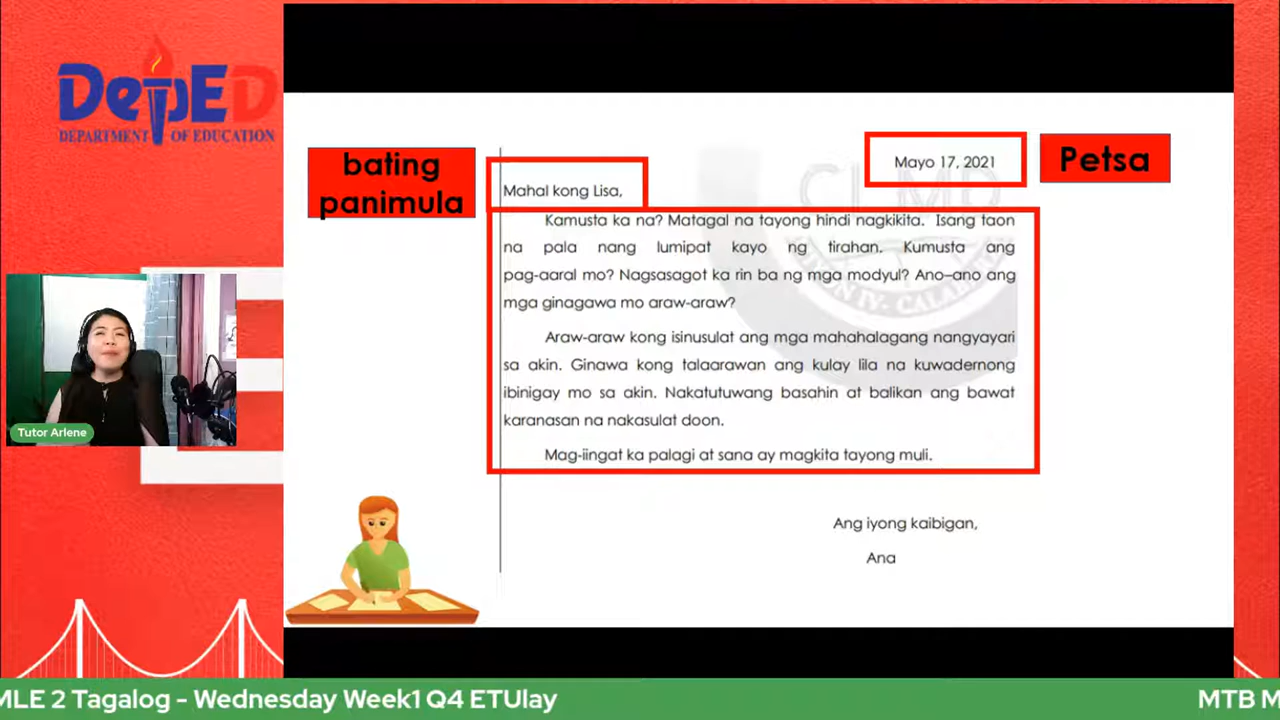 DepED
DEPARTMENT OF EDUCATION
bating
panimula
Mayo 17, 2021
Petsa
Mahal kong Lisa,
Kamusta ka na? Matagal na tayong hindi nagkikita. Isang taon
na pala nang lumipat kayo ng tirahan. Kumusta ang
pag-aaral mo? Nagsasagot ka rin ba ng mga modyul? Ano–ano ang
mga ginagawa mo araw-araw?
Araw-araw kong isinusulat ang mga mahahalagang nangyayari
sa akin. Ginawa kong talaarawan ang kulay lila na kuwadernong
ibinigay mo sa akin. Nakatutuwang basahin at balikan ang bawat
karanasan na nakasulat doon.
Mag-iingat ka palagi at sana ay magkita tayong muli.
Ang iyong kaibigan,
Ana
CLMD
CALABARZON
Tutor Arlene
MLE 2 Tagalog - Wednesday Week1 Q4 ETUlay
MTB M